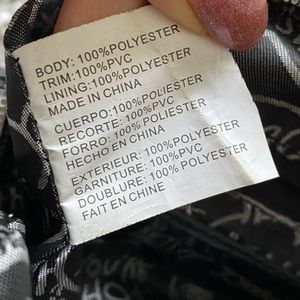 BODY: 100%POLYESTER
TRIM:100%PVC
LINING:100%POLYESTER
MADE IN CHINA
CUERPO:100%POLIESTER
RECORTE: 100%PVC
FORRO: 100%POLIESTER
HECHO EN CHINA
EXTERIEUR: 100%POLYESTER
GARNITURE:100%PVC
DOUBLURE: 100% POLYESTER
FAIT EN CHINE